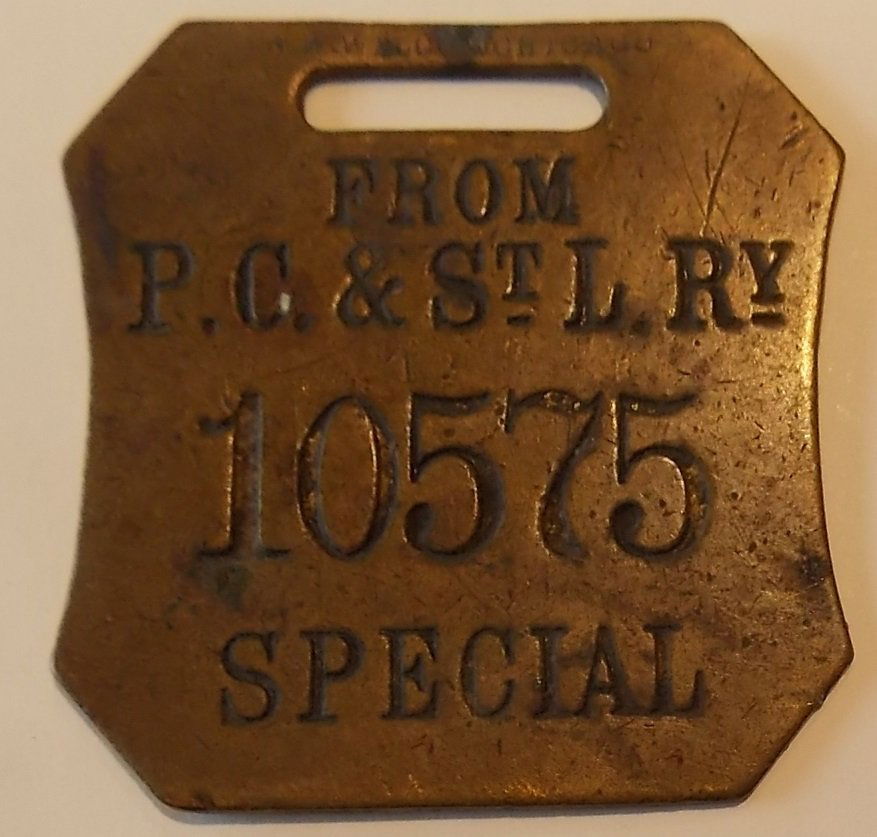 FROM
P. C. & ST L. RY
10575
SPECIAL